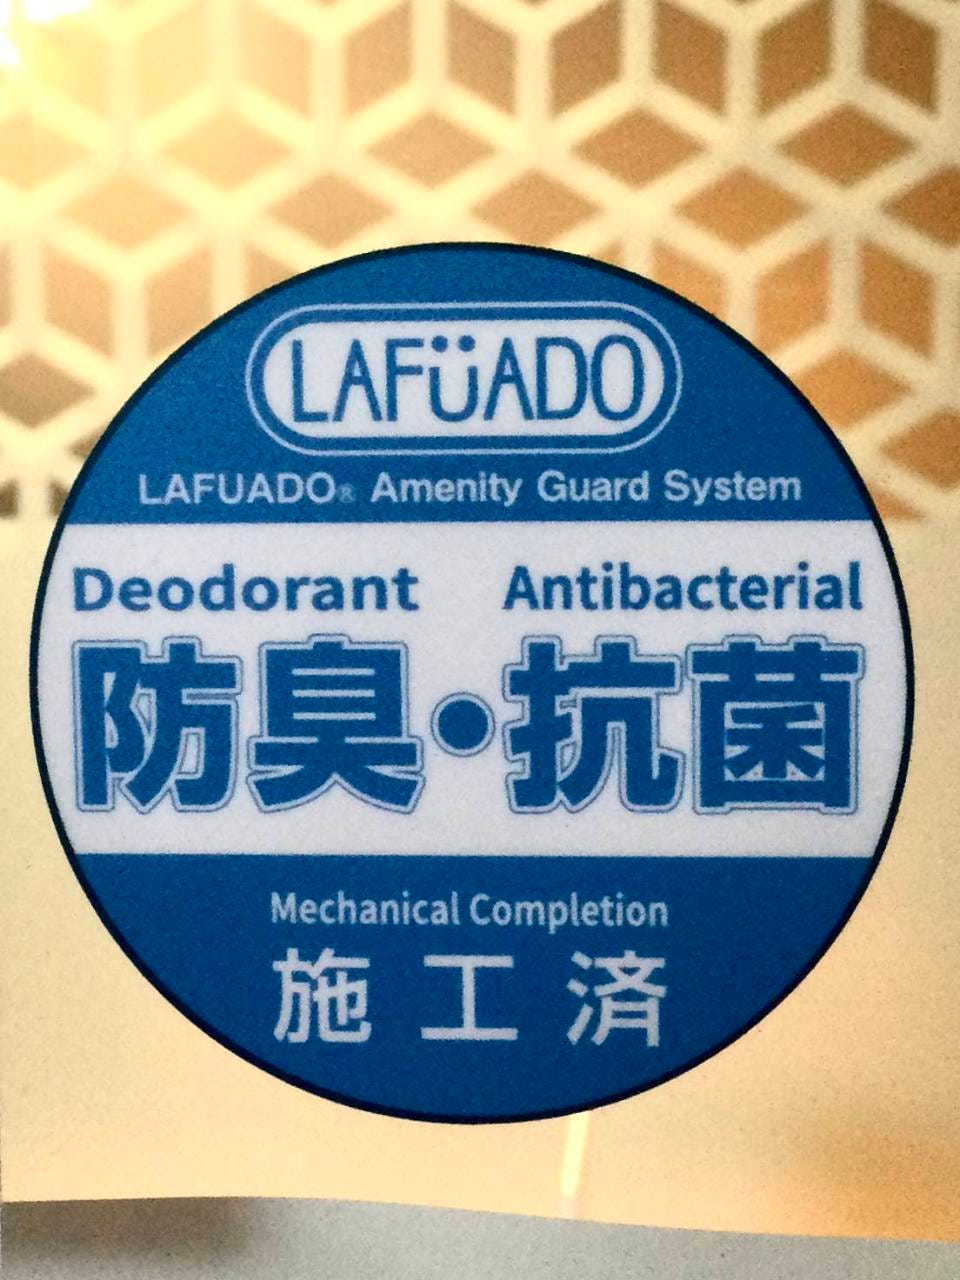 LAFÜADO
LAFUADO® Amenity Guard System
Deodorant Antibacterial
防臭・抗菌
Mechanical Completion
施工済